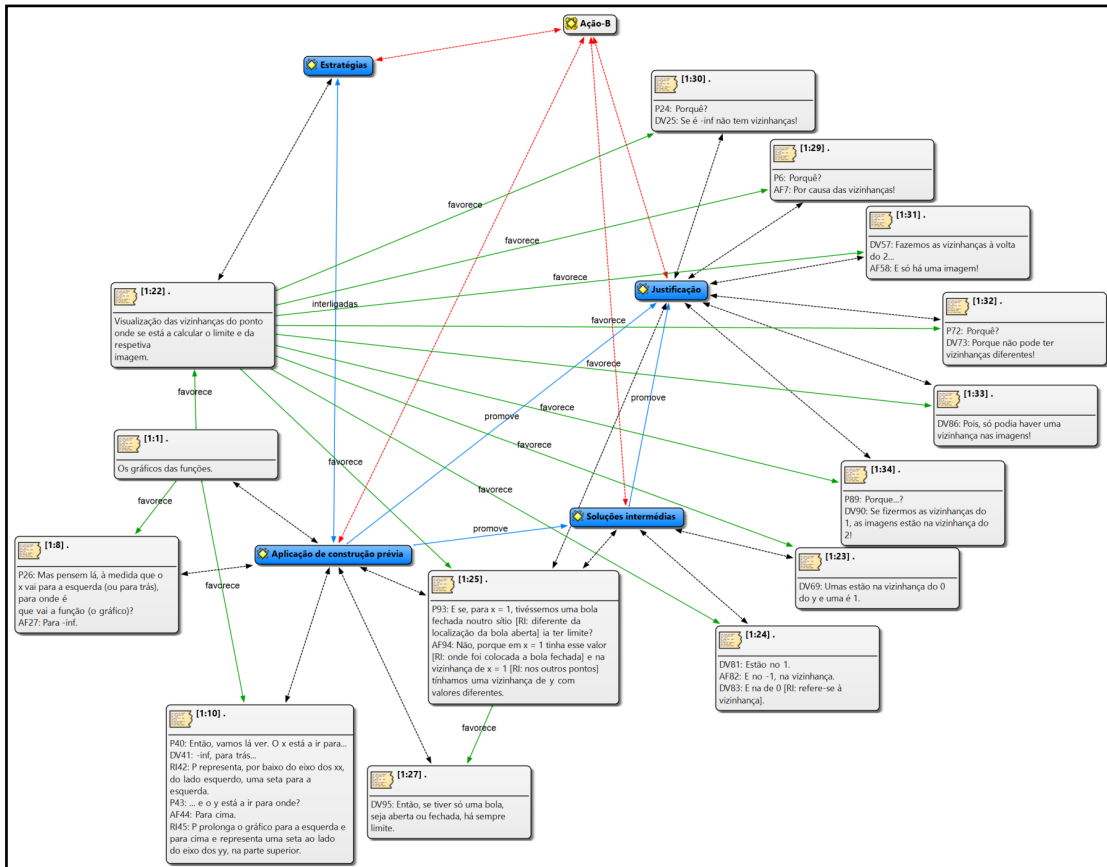 Ação-B
Estratégias
[1:30] .
P24: Porquê?
DV25: Se é -inf não tem vizinhanças!
favorece
[1:29] .
P6: Porquê?
AF7: Por causa das vizinhanças!
favorece
[1:31] .
DV57: Fazemos as vizinhanças à volta
do 2...
AF58: E só há uma imagem!
favorece
[1:22] .
Visualização das vizinhanças do ponto
onde se está a calcular o limite e da
respetiva
imagem.
interligadas
Justificação
[1:32] .
P72: Porquê?
DV73: Porque não pode ter
vizinhanças diferentes!
favorece
favorece
[1:33] .
DV86: Pois, só podia haver uma
vizinhança nas imagens!
favorece
promove
favorece
promove
[1:1] .
Os gráficos das funções.
favorece
favorece
[1:34] .
P89: Porque...?
DV90: Se fizermos as vizinhanças do
1, as imagens estão na vizinhança do
2!
favorece
favorece
Soluções intermédias
promove
Aplicação de construção prévia
[1:8] .
P26: Mas pensem lá, à medida que o
x vai para a esquerda (ou para trás),
para onde é
que vai a função (o gráfico)?
AF27: Para -inf.
favorece
[1:25] .
P93: E se, para x = 1, tivéssemos uma bola
fechada noutro sítio [RI: diferente da
localização da bola aberta] ia ter limite?
AF94: Não, porque em x = 1 tinha esse valor
[RI: onde foi colocada a bola fechada] e na
vizinhança de x = 1 [RI: nos outros pontos]
tínhamos uma vizinhança de y com
valores diferentes.
[1:23] .
DV69: Umas estão na vizinhança do 0
do y e uma é 1.
[1:24] .
DV81: Estão no 1.
AF82: E no -1, na vizinhança.
DV83: E na de 0 [RI: refere-se à
vizinhança].
[1:10] .
P40: Então, vamos lá ver. O x está a ir para...
DV41: -inf, para trás...
RI42: P representa, por baixo do eixo dos xx,
do lado esquerdo, uma seta para a
esquerda.
P43: ... e o y está a ir para onde?
AF44: Para cima.
RI45: P prolonga o gráfico para a esquerda e
para cima e representa uma seta ao lado
do eixo dos yy, na parte superior.
favorece
[1:27] .
DV95: Então, se tiver só uma bola,
seja aberta ou fechada, há sempre
limite.